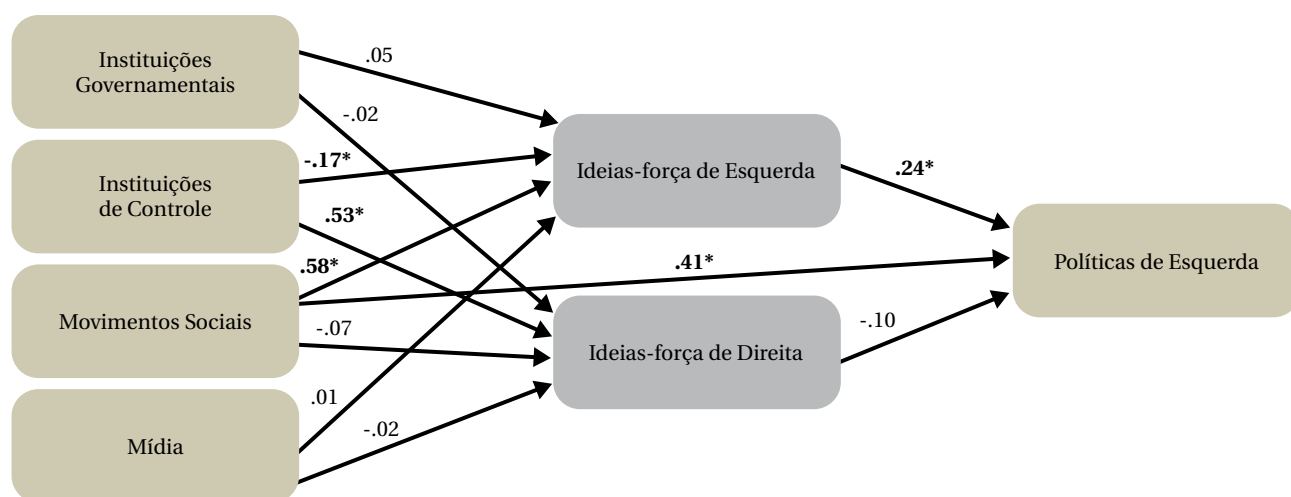 Instituições
Governamentais
.05
-.02
Instituições
de Controle
-.17*
.53*
Movimentos Sociais
.58*
.41*
-.07
Mídia
.01
-.02
Ideias-força de Esquerda
.24*
Ideias-força de Direita
-.10
Políticas de Esquerda